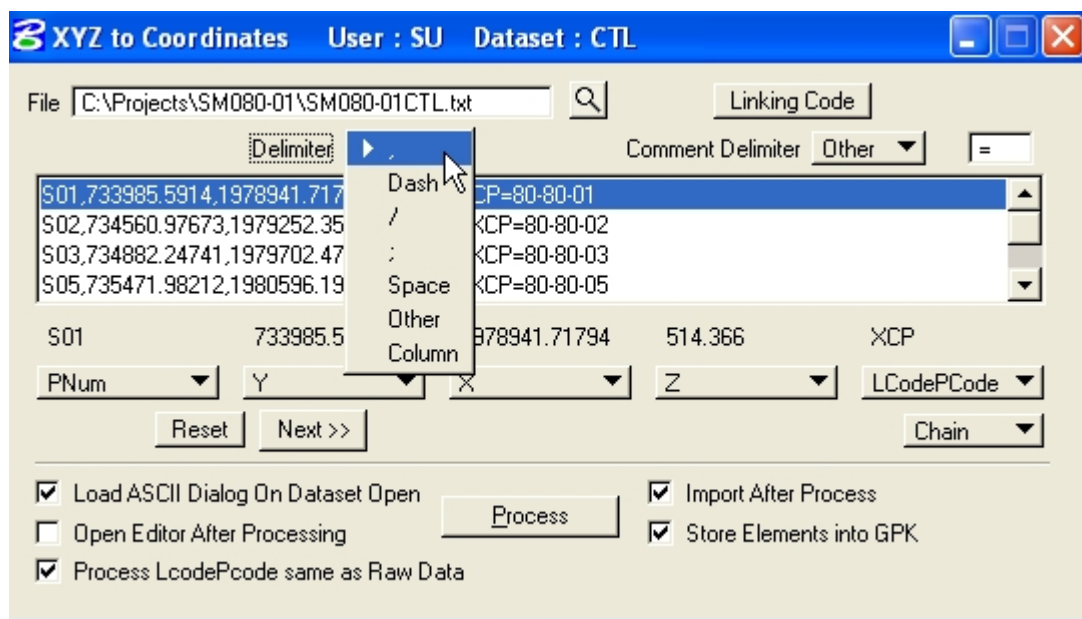 XYZ to Coordinates User : SU Dataset : CTL
File C:\Projects\SM080-01\SM080-01CTL.txt Linking Code
Delimiter , Comment Delimiter Other =
Dash
/
;
Space
Other
Column
S01,733985.5914,1978941.717 CP=80-80-01
S02,734560.97673,1979252.35 XCP=80-80-02
S03,734882.24741,1979702.47 XCP=80-80-03
S05,735471.98212,1980596.19 XCP=80-80-05
S01 733985.5 978941.71794 514.366 XCP
PNum Y X Z LCodePCode
Reset Next >> Chain
Load ASCII Dialog On Dataset Open
Open Editor After Processing
Process LcodePcode same as Raw Data
Process
Import After Process
Store Elements into GPK